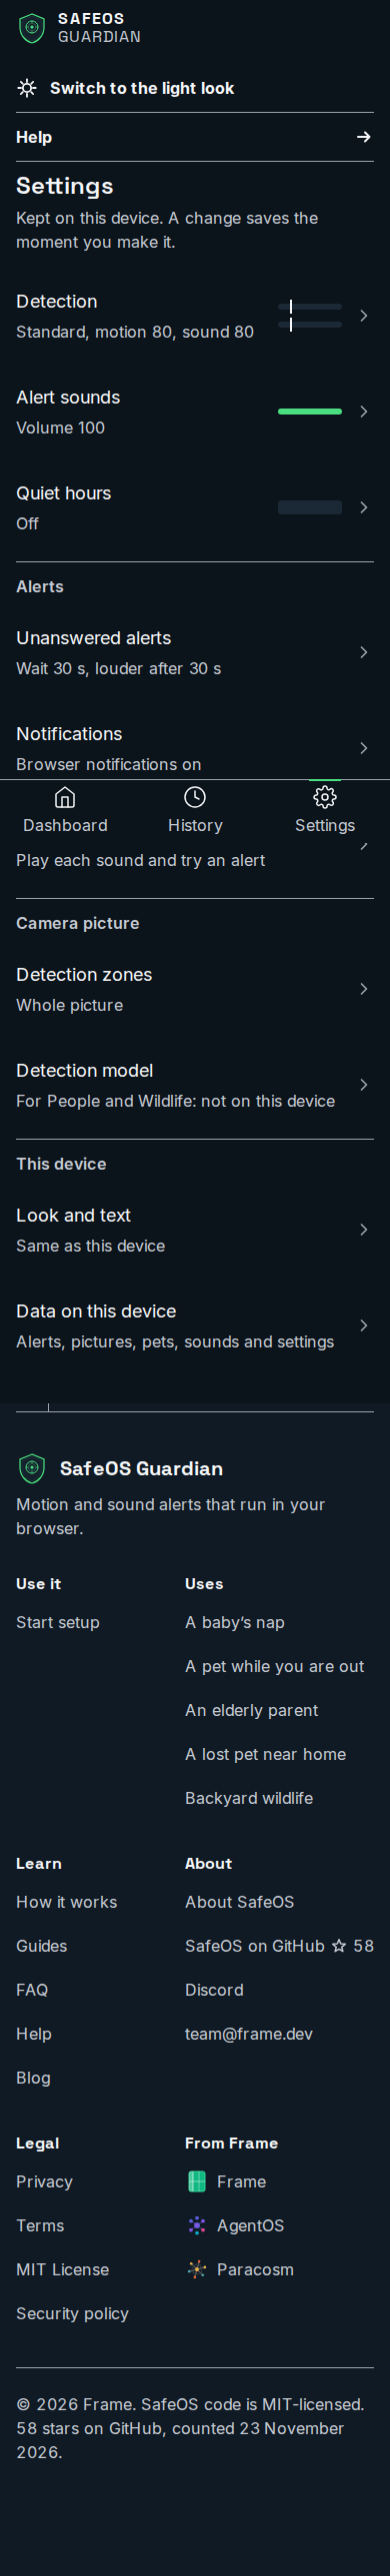 SAFEOS
GUARDIAN
Switch to the light look
Help
Settings
Kept on this device. A change saves the
moment you make it.
Detection
Standard, motion 80, sound 80
Alert sounds
Volume 100
Quiet hours
Off
Alerts
Unanswered alerts
Wait 30 s, louder after 30 s
Notifications
Browser notifications on
Dashboard
History
Settings
Play each sound and try an alert
Camera picture
Detection zones
Whole picture
Detection model
For People and Wildlife: not on this device
This device
Look and text
Same as this device
Data on this device
Alerts, pictures, pets, sounds and settings
SafeOS Guardian
Motion and sound alerts that run in your
browser.
Use it
Start setup
Uses
A baby’s nap
A pet while you are out
An elderly parent
A lost pet near home
Backyard wildlife
Learn
How it works
Guides
FAQ
Help
Blog
About
About SafeOS
SafeOS on GitHub ☆ 58
Discord
team@frame.dev
Legal
Privacy
Terms
MIT License
Security policy
From Frame
Frame
AgentOS
Paracosm
© 2026 Frame. SafeOS code is MIT-licensed.
58 stars on GitHub, counted 23 November
2026.